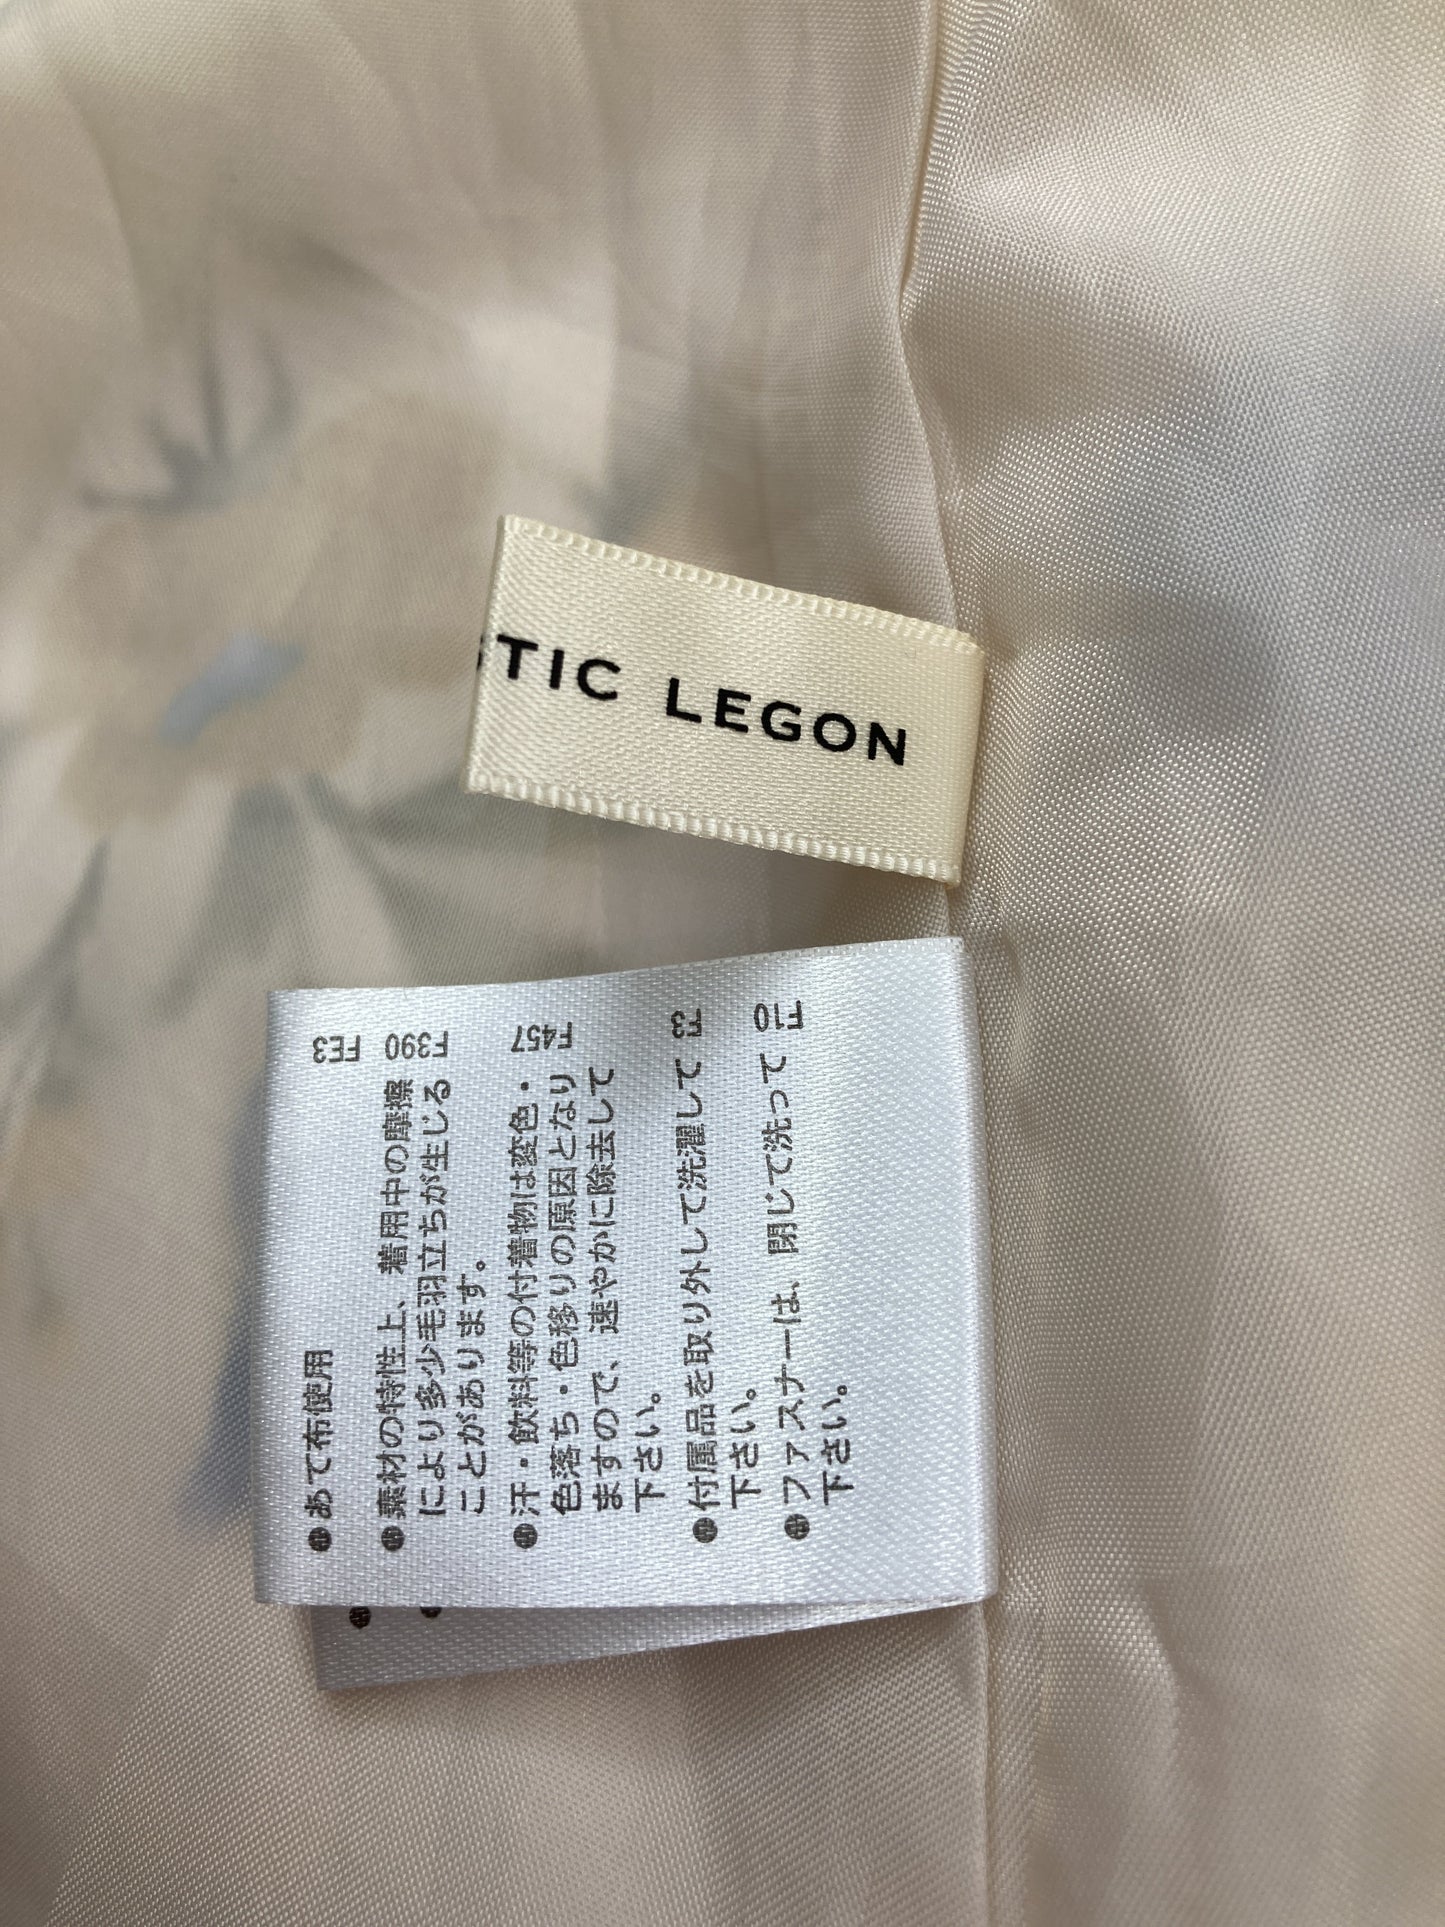 STIC LEGON
●あて布使用 FE3
●素材の特性上、着用中の摩擦 F390
により多少毛羽立ちが生じる
ことがあります。
●汗・飲料等の付着物は変色・ F457
色落ち・色移りの原因となり
ますので、速やかに除去して
下さい。
●付属品を取り外して洗濯して F3
下さい。
●ファスナーは、閉じて洗って F10
下さい。